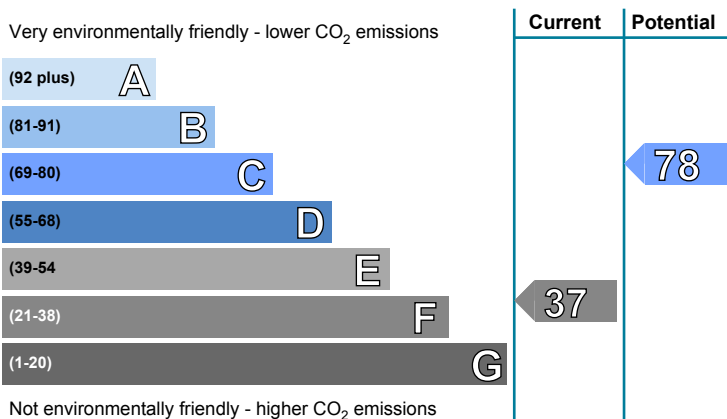 Current Potential
Very environmentally friendly - lower CO₂ emissions
(92 plus) A
(81-91) B
(69-80) C
78
(55-68) D
(39-54 E
(21-38) F
37
(1-20) G
Not environmentally friendly - higher CO₂ emissions